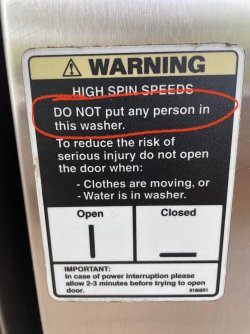 WARNING
HIGH SPIN SPEEDS
DO NOT put any person in
this washer.
To reduce the risk of
serious injury do not open
the door when:
- Clothes are moving, or
- Water is in washer.
Open
Closed
IMPORTANT:
In case of power interruption please
allow 2-3 minutes before trying to open
door.